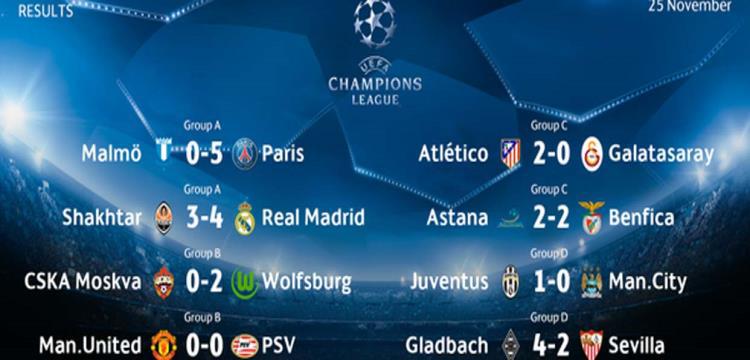 RESULTS
25 November
UEFA
CHAMPIONS
LEAGUE
Group A
Malmö 0-5 Paris
Group A
Shakhtar 3-4 Real Madrid
Group B
CSKA Moskva 0-2 Wolfsburg
Group B
Man.United 0-0 PSV
Group C
Atlético 2-0 Galatasaray
Group C
Astana 2-2 Benfica
Group D
Juventus 1-0 Man.City
Group D
Gladbach 4-2 Sevilla